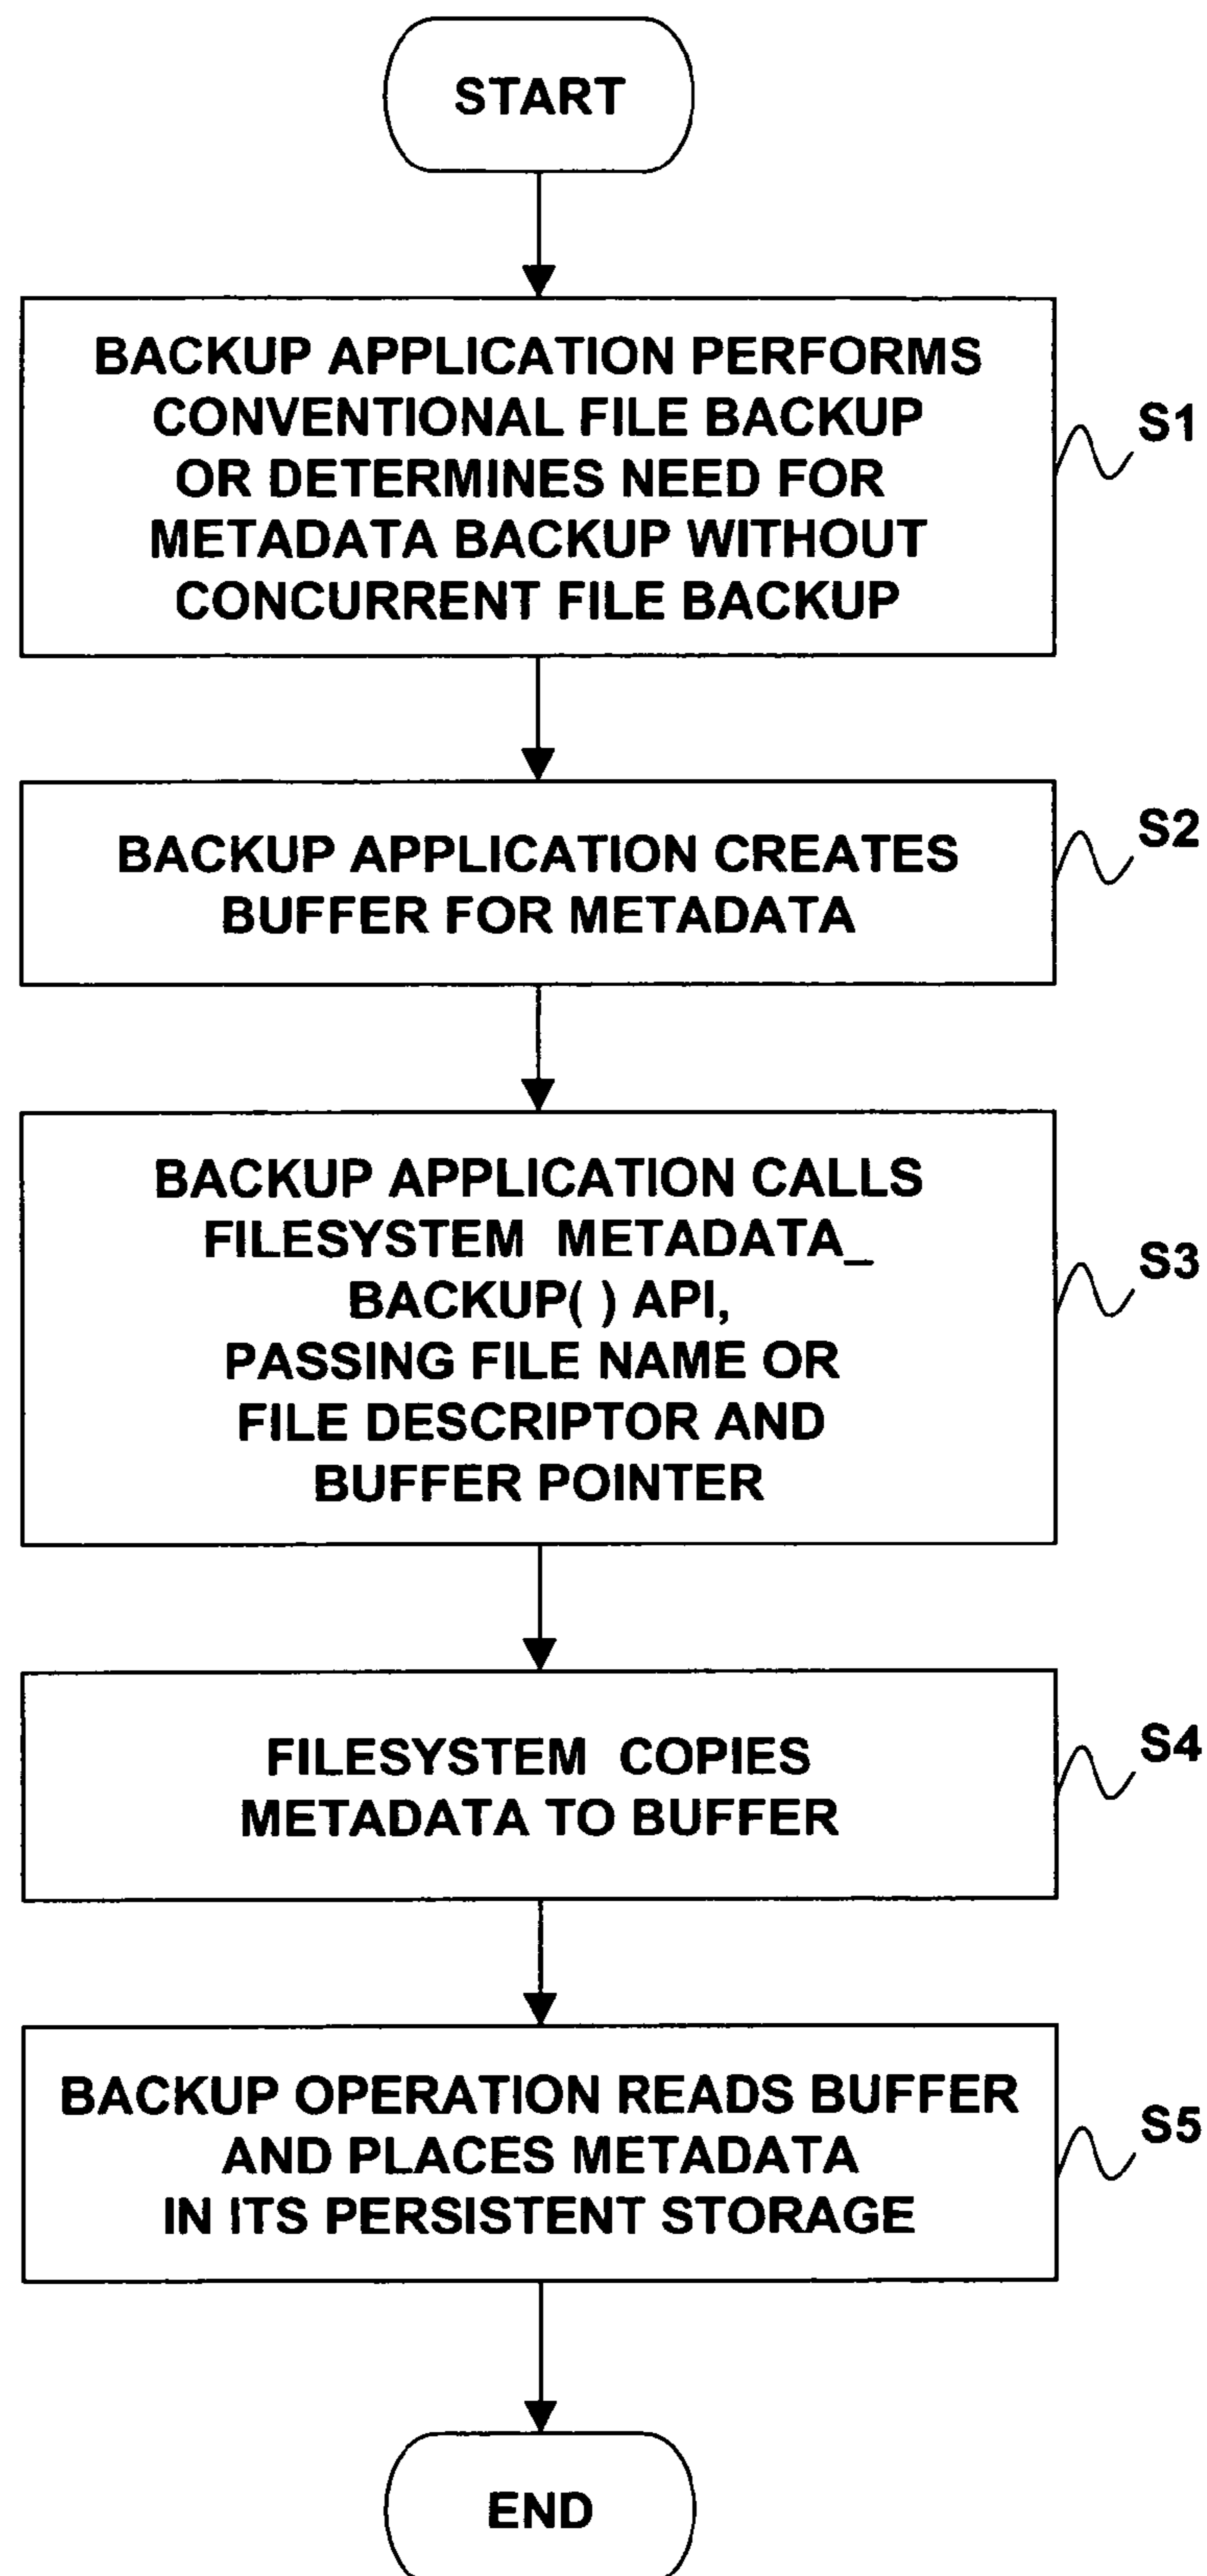 START
BACKUP APPLICATION PERFORMS
CONVENTIONAL FILE BACKUP
OR DETERMINES NEED FOR
METADATA BACKUP WITHOUT
CONCURRENT FILE BACKUP
S1
BACKUP APPLICATION CREATES
BUFFER FOR METADATA
S2
BACKUP APPLICATION CALLS
FILESYSTEM METADATA_
BACKUP( ) API,
PASSING FILE NAME OR
FILE DESCRIPTOR AND
BUFFER POINTER
S3
FILESYSTEM COPIES
METADATA TO BUFFER
S4
BACKUP OPERATION READS BUFFER
AND PLACES METADATA
IN ITS PERSISTENT STORAGE
S5
END